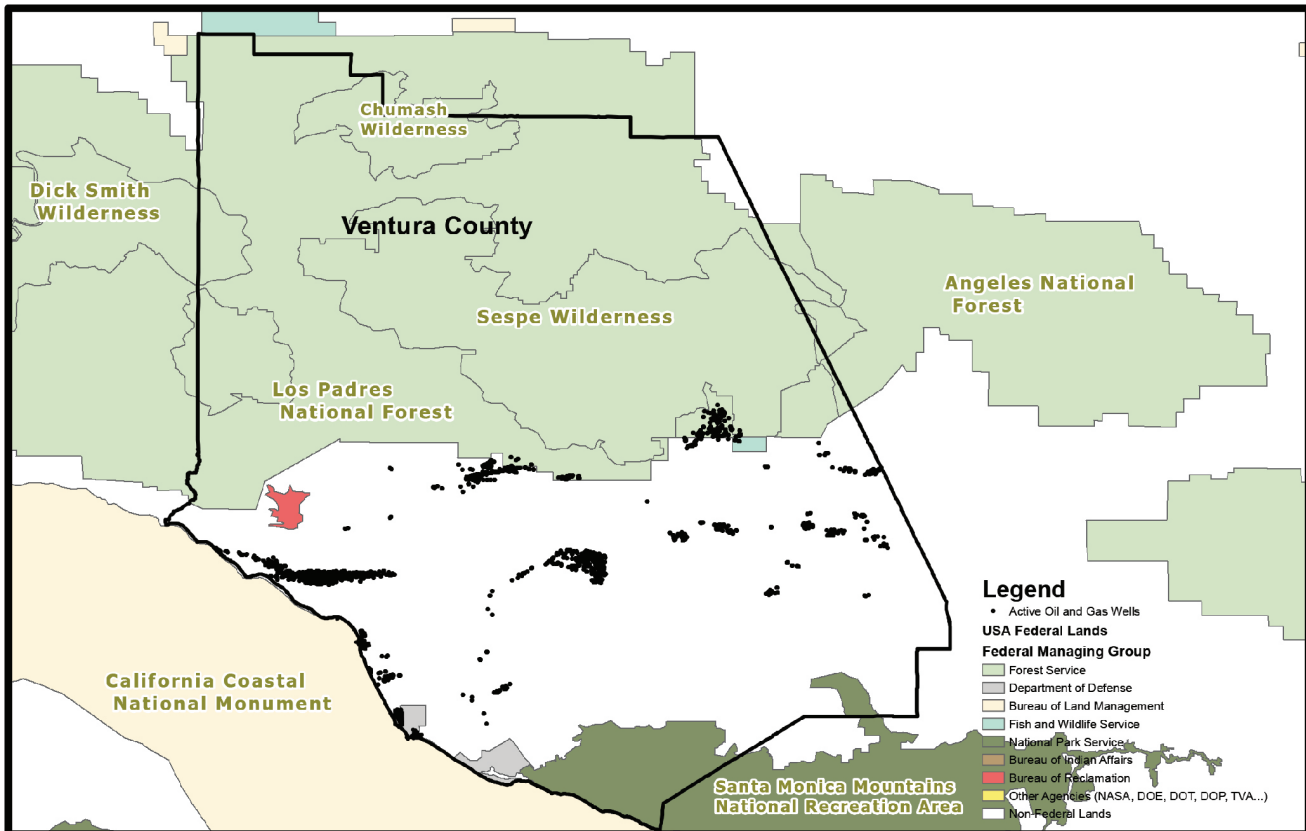 Chumash
Wilderness
Dick Smith
Wilderness
Ventura County
Angeles National
Forest
Sespe Wilderness
Los Padres
National Forest
California Coastal
National Monument
Santa Monica Mountains
National Recreation Area
Legend
Active Oil and Gas Wells
USA Federal Lands
Federal Managing Group
Forest Service
Department of Defense
Bureau of Land Management
Fish and Wildlife Service
National Park Service
Bureau of Indian Affairs
Bureau of Reclamation
Other Agencies (NASA, DOE, DOT, DOP, TVA...)
Non-Federal Lands